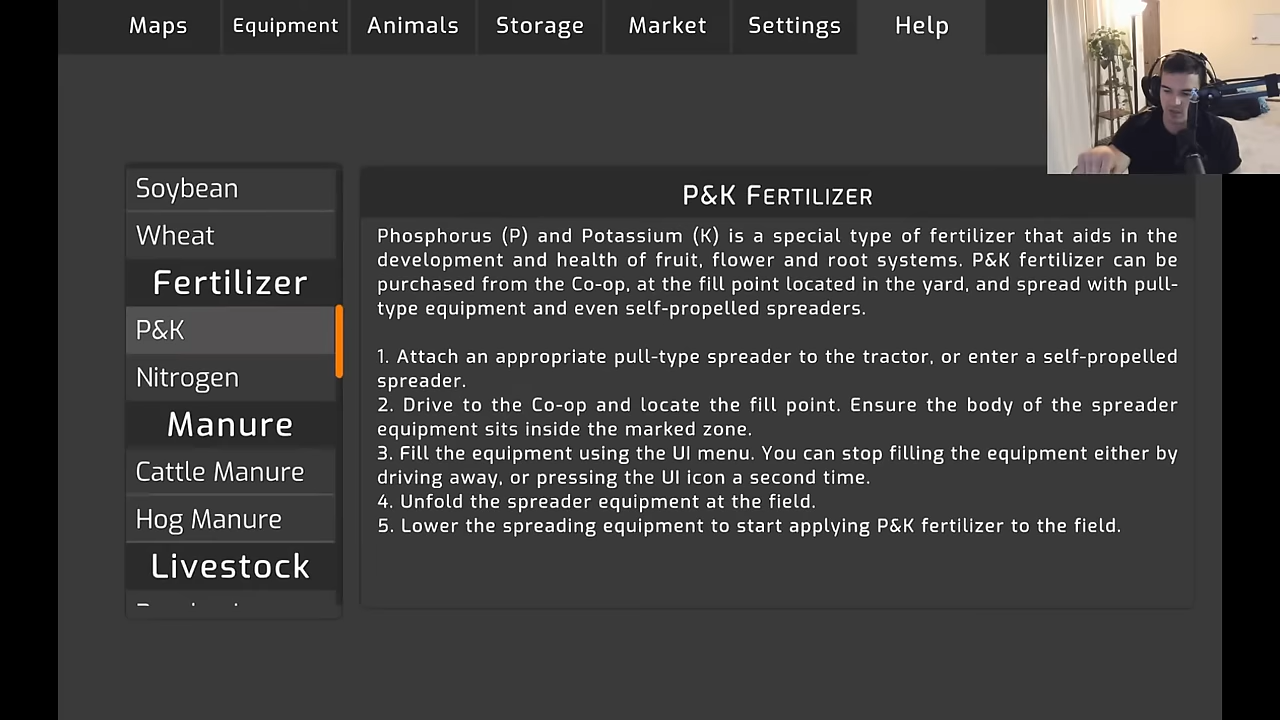 Maps Equipment Animals Storage Market Settings Help
Soybean
Wheat
Fertilizer
P&K
Nitrogen
Manure
Cattle Manure
Hog Manure
Livestock
P&K Fertilizer
Phosphorus (P) and Potassium (K) is a special type of fertilizer that aids in the
development and health of fruit, flower and root systems. P&K fertilizer can be
purchased from the Co-op, at the fill point located in the yard, and spread with pull-
type equipment and even self-propelled spreaders.
1. Attach an appropriate pull-type spreader to the tractor, or enter a self-propelled
spreader.
2. Drive to the Co-op and locate the fill point. Ensure the body of the spreader
equipment sits inside the marked zone.
3. Fill the equipment using the UI menu. You can stop filling the equipment either by
driving away, or pressing the UI icon a second time.
4. Unfold the spreader equipment at the field.
5. Lower the spreading equipment to start applying P&K fertilizer to the field.